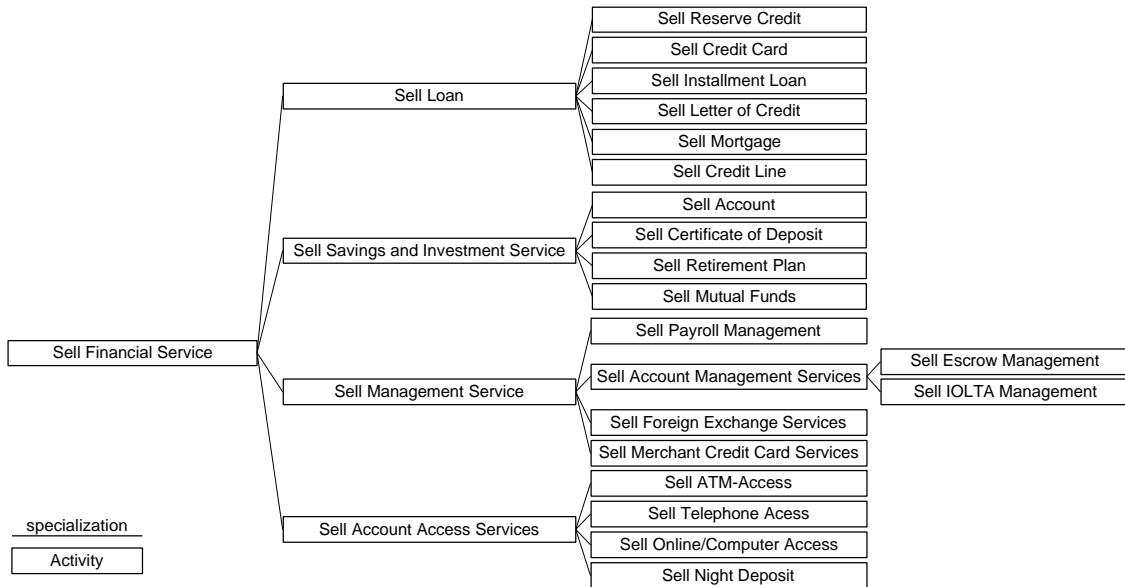 Sell Reserve Credit
Sell Credit Card
Sell Installment Loan
Sell Loan
Sell Letter of Credit
Sell Mortgage
Sell Credit Line
Sell Account
Sell Certificate of Deposit
Sell Savings and Investment Service
Sell Retirement Plan
Sell Mutual Funds
Sell Payroll Management
Sell Financial Service
Sell Escrow Management
Sell Account Management Services
Sell Management Service
Sell IOLTA Management
Sell Foreign Exchange Services
Sell Merchant Credit Card Services
Sell ATM-Access
Sell Telephone Acess
Sell Account Access Services
Sell Online/Computer Access
Sell Night Deposit
specialization
Activity